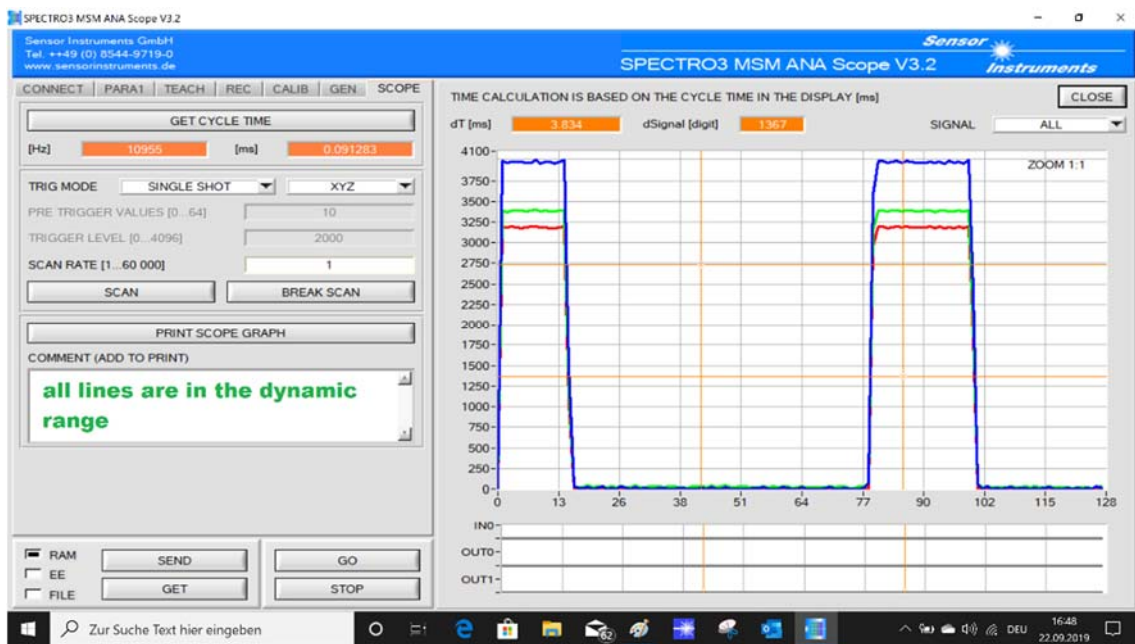 SPECTRO3 MSM ANA Scope V3.2
Sensor Instruments GmbH
Tel. ++49 (0) 8544-9719-0
www.sensorinstruments.de
SPECTRO3 MSM ANA Scope V3.2
Sensor
Instruments
CONNECT PARA1 TEACH REC CALIB GEN SCOPE
GET CYCLE TIME
[Hz] 10955 [ms] 0.091283
TRIG MODE SINGLE SHOT XYZ
PRE TRIGGER VALUES [0...64] 10
TRIGGER LEVEL [0...4096] 2000
SCAN RATE [1...60 000] 1
SCAN BREAK SCAN
PRINT SCOPE GRAPH
COMMENT (ADD TO PRINT)
all lines are in the dynamic
range
RAM SEND GO
EE
FILE GET STOP
TIME CALCULATION IS BASED ON THE CYCLE TIME IN THE DISPLAY [ms]
CLOSE
dT [ms] 3.834 dSignal [digit] 1367 SIGNAL ALL
ZOOM 1:1
4100
3750
3500
3250
3000
2750
2500
2250
2000
1750
1500
1250
1000
750
500
250
0
0 13 26 38 51 64 77 90 102 115 128
IN0
OUT0
OUT1
Zur Suche Text hier eingeben
62
DEU
16:48
22.09.2019